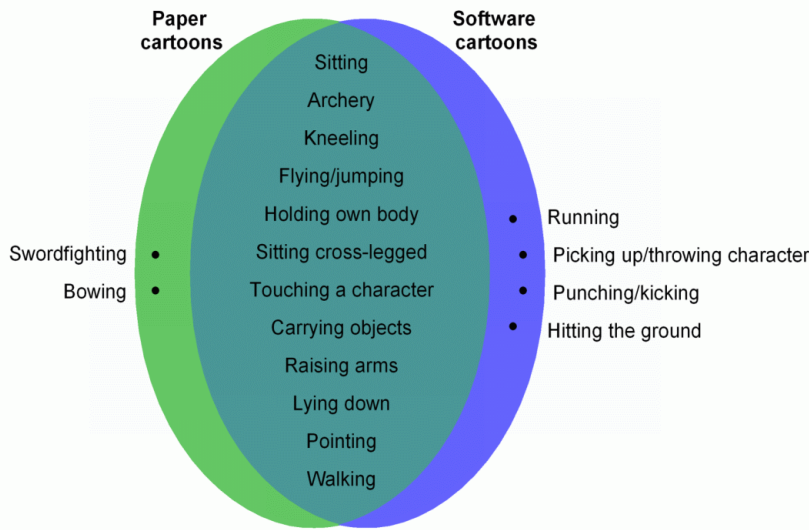 Paper
cartoons
Software
cartoons
Sitting
Archery
Kneeling
Flying/jumping
Holding own body
Sitting cross-legged
Touching a character
Carrying objects
Raising arms
Lying down
Pointing
Walking
Swordfighting
Bowing
Running
Picking up/throwing character
Punching/kicking
Hitting the ground